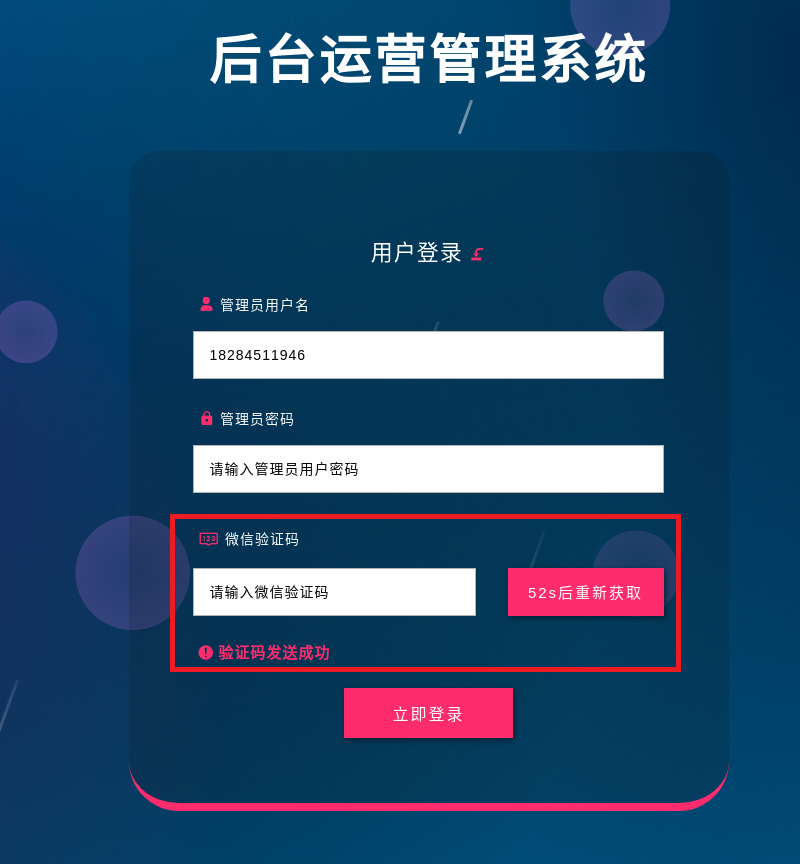 后台运营管理系统
用户登录
管理员用户名
18284511946
管理员密码
请输入管理员用户密码
123 微信验证码
请输入微信验证码 52s后重新获取
验证码发送成功
立即登录